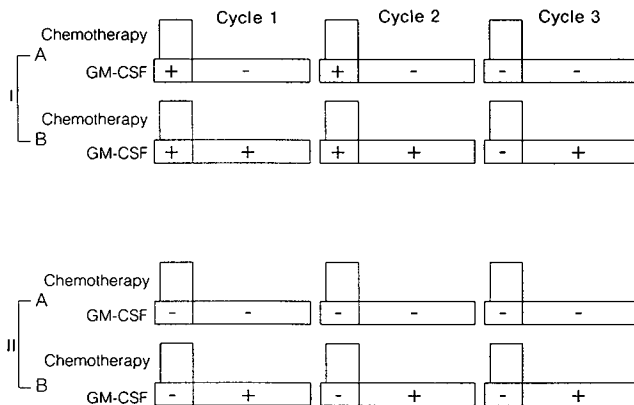 Cycle 1 Cycle 2 Cycle 3
Chemotherapy
A
GM-CSF + - + - - -
I
Chemotherapy
B
GM-CSF + + + + - +
Chemotherapy
A
GM-CSF - - - - - -
II
Chemotherapy
B
GM-CSF - + - + - +